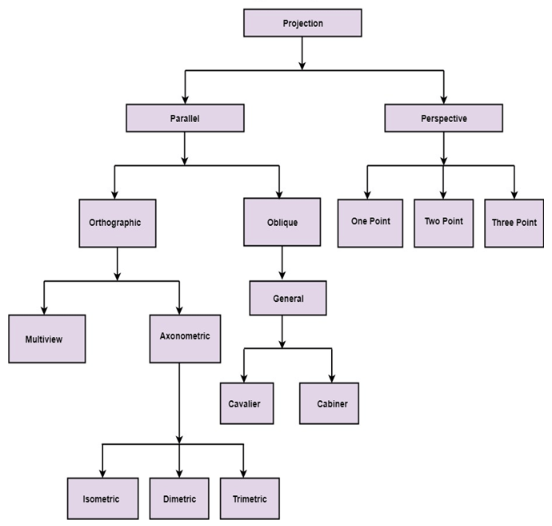 Projection
Parallel
Perspective
Orthographic
Oblique
One Point
Two Point
Three Point
General
Multiview
Axonometric
Cavalier
Cabiner
Isometric
Dimetric
Trimetric